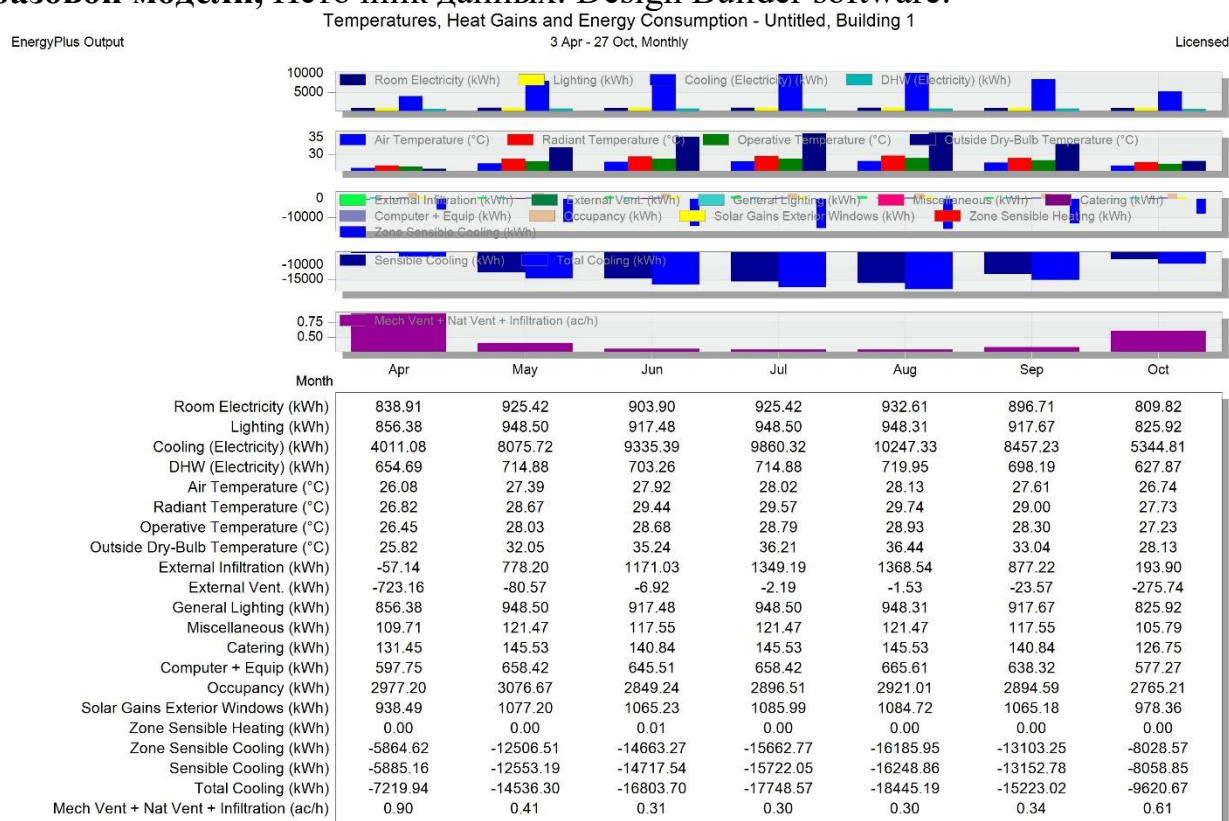 базовой модели, Источник данных: Design Builder software.
Temperatures, Heat Gains and Energy Consumption - Untitled, Building 1
EnergyPlus Output 3 Apr - 27 Oct, Monthly Licensed
10000
5000
Room Electricity (kWh) Lighting (kWh) Cooling (Electricity) (kWh) DHW (Electricity) (kWh)
35
30
Air Temperature (°C) Radiant Temperature (°C) Operative Temperature (°C) Outside Dry-Bulb Temperature (°C)
0
-10000
External Infiltration (kWh) External Vent. (kWh) General Lighting (kWh) Miscellaneous (kWh) Catering (kWh)
Computer + Equip (kWh) Occupancy (kWh) Solar Gains Exterior Windows (kWh) Zone Sensible Heating (kWh)
Zone Sensible Cooling (kWh)
-10000
-15000
Sensible Cooling (kWh) Total Cooling (kWh)
0.75
0.50
Mech Vent + Nat Vent + Infiltration (ac/h)
Month Apr May Jun Jul Aug Sep Oct
Room Electricity (kWh) 838.91 925.42 903.90 925.42 932.61 896.71 809.82
Lighting (kWh) 856.38 948.50 917.48 948.50 948.31 917.67 825.92
Cooling (Electricity) (kWh) 4011.08 8075.72 9335.39 9860.32 10247.33 8457.23 5344.81
DHW (Electricity) (kWh) 654.69 714.88 703.26 714.88 719.95 698.19 627.87
Air Temperature (°C) 26.08 27.39 27.92 28.02 28.13 27.61 26.74
Radiant Temperature (°C) 26.82 28.67 29.44 29.57 29.74 29.00 27.73
Operative Temperature (°C) 26.45 28.03 28.68 28.79 28.93 28.30 27.23
Outside Dry-Bulb Temperature (°C) 25.82 32.05 35.24 36.21 36.44 33.04 28.13
External Infiltration (kWh) -57.14 778.20 1171.03 1349.19 1368.54 877.22 193.90
External Vent. (kWh) -723.16 -80.57 -6.92 -2.19 -1.53 -23.57 -275.74
General Lighting (kWh) 856.38 948.50 917.48 948.50 948.31 917.67 825.92
Miscellaneous (kWh) 109.71 121.47 117.55 121.47 121.47 117.55 105.79
Catering (kWh) 131.45 145.53 140.84 145.53 145.53 140.84 126.75
Computer + Equip (kWh) 597.75 658.42 645.51 658.42 665.61 638.32 577.27
Occupancy (kWh) 2977.20 3076.67 2849.24 2896.51 2921.01 2894.59 2765.21
Solar Gains Exterior Windows (kWh) 938.49 1077.20 1065.23 1085.99 1084.72 1065.18 978.36
Zone Sensible Heating (kWh) 0.00 0.00 0.01 0.00 0.00 0.00 0.00
Zone Sensible Cooling (kWh) -5864.62 -12506.51 -14663.27 -15662.77 -16185.95 -13103.25 -8028.57
Sensible Cooling (kWh) -5885.16 -12553.19 -14717.54 -15722.05 -16248.86 -13152.78 -8058.85
Total Cooling (kWh) -7219.94 -14536.30 -16803.70 -17748.57 -18445.19 -15223.02 -9620.67
Mech Vent + Nat Vent + Infiltration (ac/h) 0.90 0.41 0.31 0.30 0.30 0.34 0.61